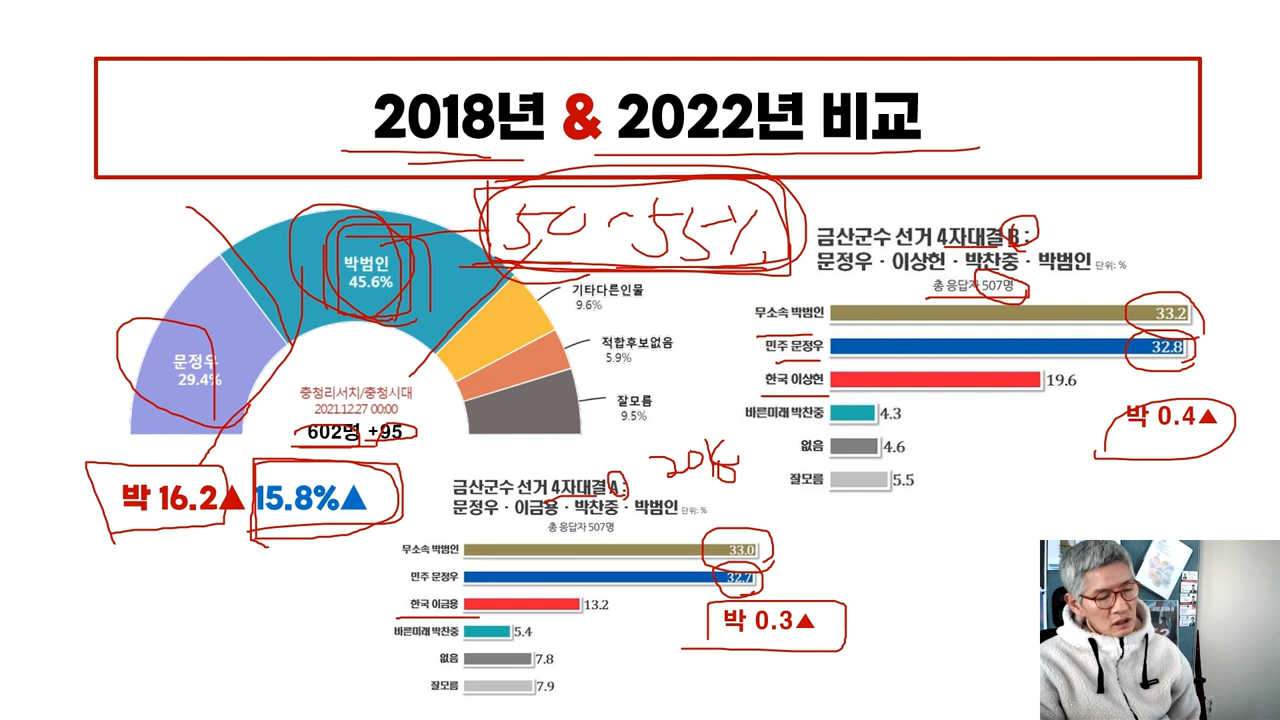 2018년 & 2022년 비교
50~55%
박범인
45.6%
문정우
29.4%
기타다른인물
9.6%
적합후보없음
5.9%
잘모름
9.5%
충청리서치/충청시대
2021.12.27 00:00
602명 +95
박 16.2▲ 15.8%▲
금산군수 선거 4자대결 B :
문정우 · 이상헌 · 박찬중 · 박범인 단위: %
총 응답자 507명
무소속 박범인 33.2
민주 문정우 32.8
한국 이상헌 19.6
바른미래 박찬중 4.3
없음 4.6
잘모름 5.5
박 0.4▲
2018
금산군수 선거 4자대결 A :
문정우 · 이금용 · 박찬중 · 박범인 단위: %
총 응답자 507명
무소속 박범인 33.0
민주 문정우 32.7
한국 이금용 13.2
바른미래 박찬중 5.4
없음 7.8
잘모름 7.9
박 0.3▲